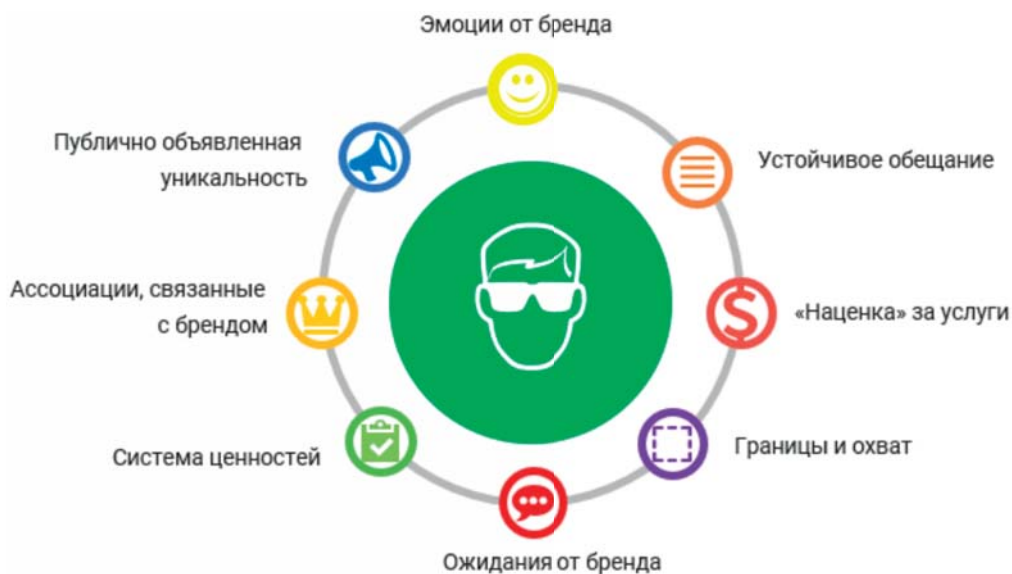 Эмоции от бренда
Публично объявленная
уникальность
Устойчивое обещание
Ассоциации, связанные
с брендом
«Наценка» за услуги
Система ценностей
Границы и охват
Ожидания от бренда